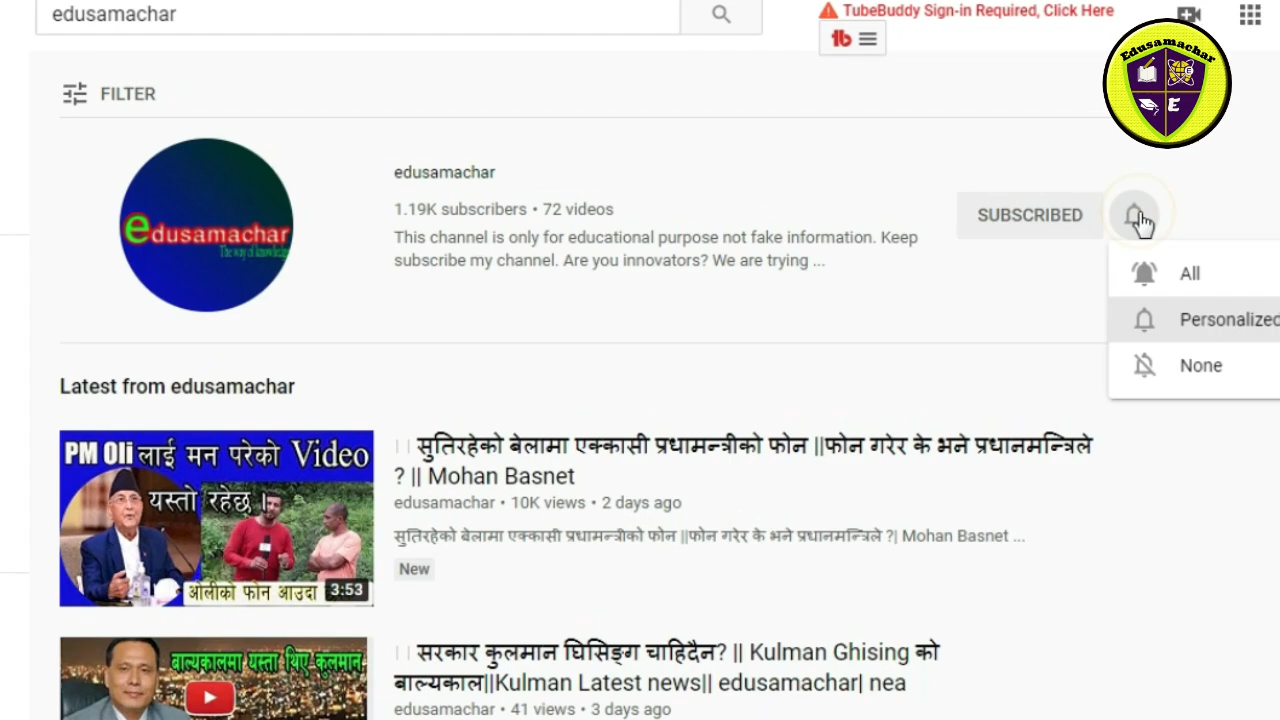 edusamachar
TubeBuddy Sign-in Required, Click Here
tb
Edusamachar
E
FILTER
edusamachar
The way of knowledge
edusamachar
1.19K subscribers • 72 videos
This channel is only for educational purpose not fake information. Keep
subscribe my channel. Are you innovators? We are trying ...
SUBSCRIBED
All
Personalized
None
Latest from edusamachar
PM Oli लाई मन परेको Video
यस्तो रहेछ ।
ओलीको फोन आउदा
3:53
सुतिरहेको बेलामा एक्कासी प्रधामन्त्रीको फोन ||फोन गरेर के भने प्रधानमन्त्रिले
? || Mohan Basnet
edusamachar • 10K views • 2 days ago
सुतिरहेको बेलामा एक्कासी प्रधामन्त्रीको फोन ||फोन गरेर के भने प्रधानमन्त्रिले ?| Mohan Basnet ...
New
बाल्यकालमा यस्ता थिए कुलमान
सरकार कुलमान घिसिङ्ग चाहिदैन? || Kulman Ghising को
बाल्यकाल||Kulman Latest news|| edusamachar| nea
edusamachar • 41 views • 3 days ago